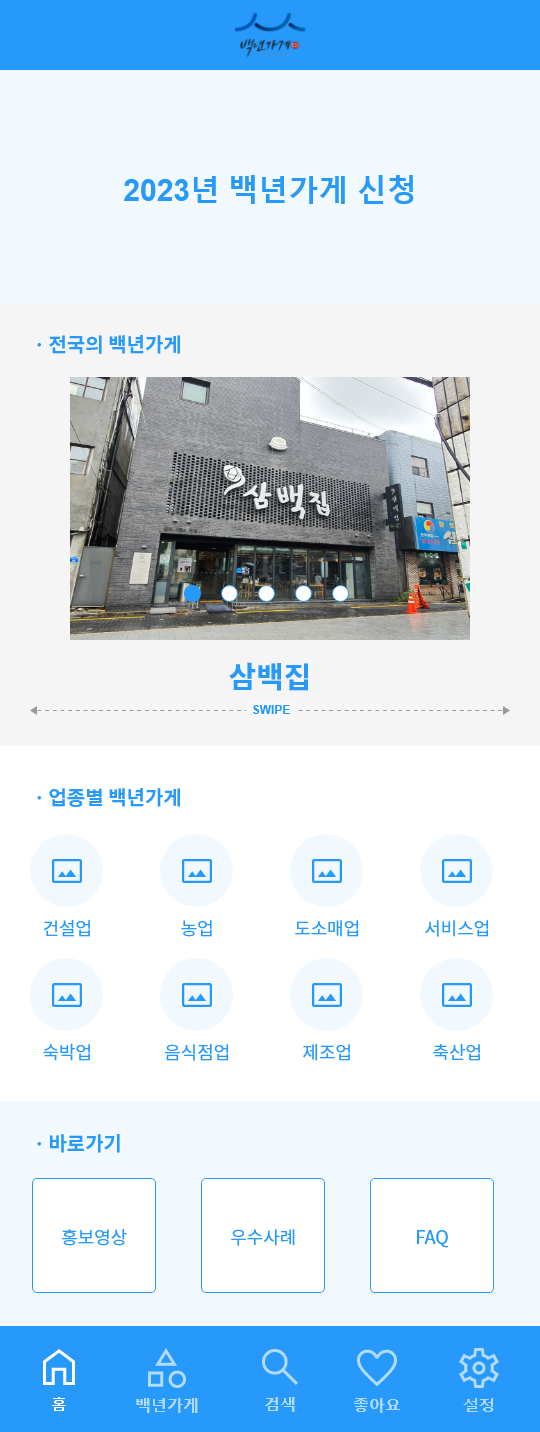 백년가게
2023년 백년가게 신청
· 전국의 백년가게
삼백집
삼백집
SWIPE
· 업종별 백년가게
건설업 농업 도소매업 서비스업
숙박업 음식점업 제조업 축산업
· 바로가기
홍보영상 우수사례 FAQ
홈 백년가게 검색 좋아요 설정